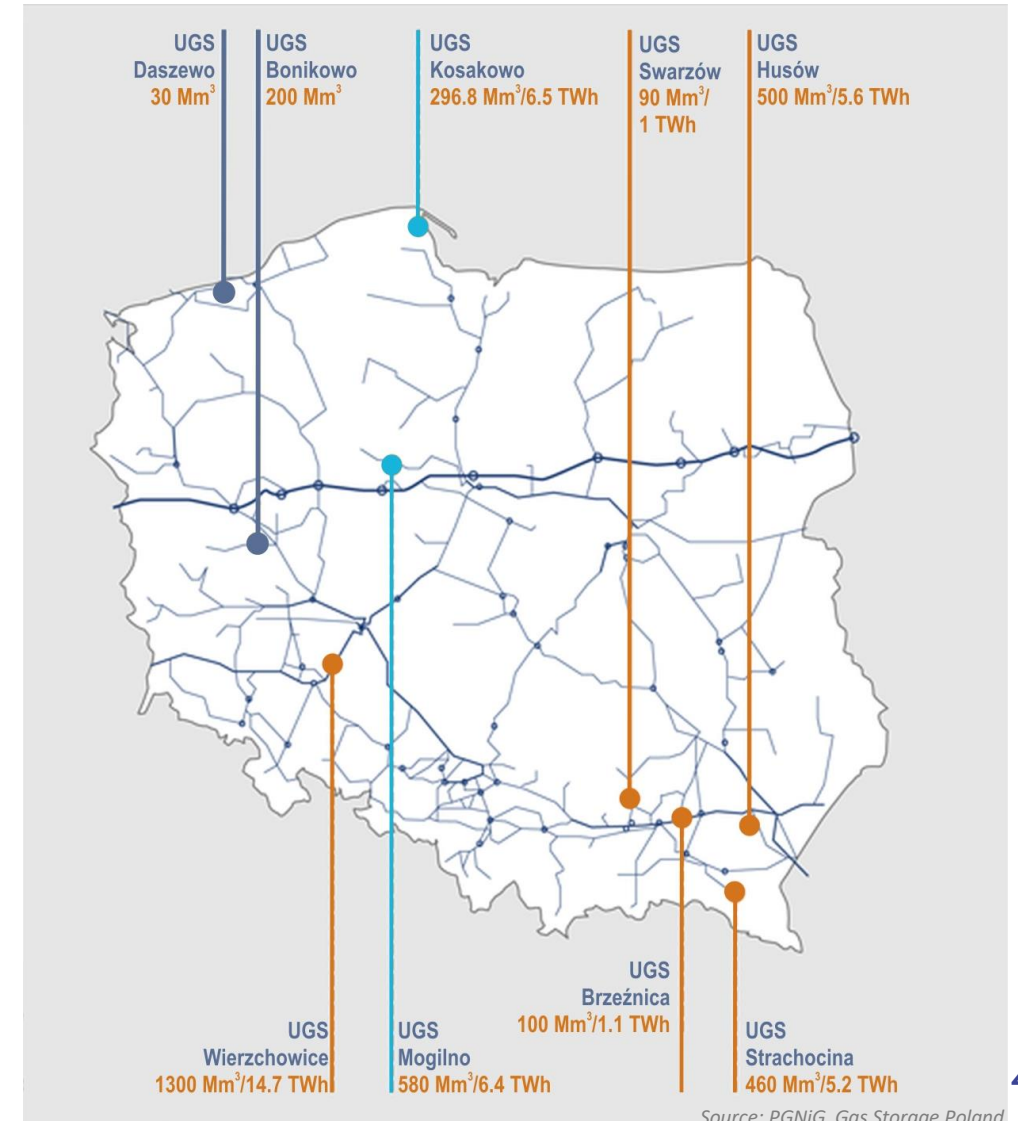 UGS
Daszewo
30 Mm³
UGS
Bonikowo
200 Mm³
UGS
Kosakowo
296.8 Mm³/6.5 TWh
UGS
Swarzów
90 Mm³/
1 TWh
UGS
Husów
500 Mm³/5.6 TWh
UGS
Brzeźnica
100 Mm³/1.1 TWh
UGS
Wierzchowice
1300 Mm³/14.7 TWh
UGS
Mogilno
580 Mm³/6.4 TWh
UGS
Strachocina
460 Mm³/5.2 TWh
Source: PGNiG, Gas Storage Poland